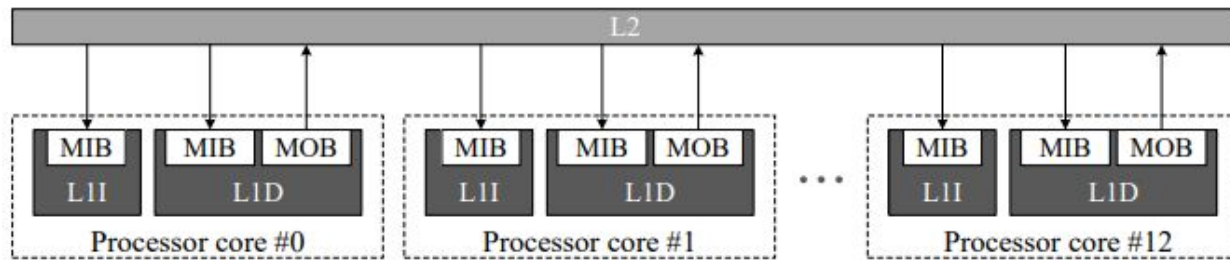 L2
MIB MIB MOB MIB MIB MOB MIB MIB MOB
L1I L1D L1I L1D ... L1I L1D
Processor core #0 Processor core #1 Processor core #12